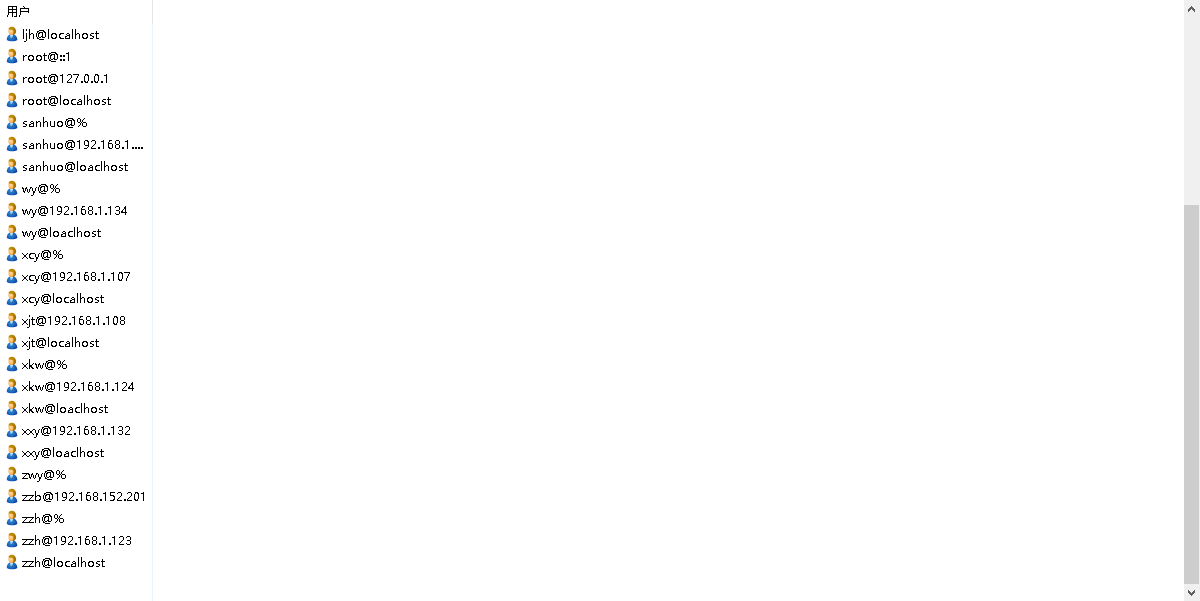 用户
ljh@localhost
root@::1
root@127.0.0.1
root@localhost
sanhuo@%
sanhuo@192.168.1....
sanhuo@loaclhost
wy@%
wy@192.168.1.134
wy@loaclhost
xcy@%
xcy@192.168.1.107
xcy@localhost
xjt@192.168.1.108
xjt@localhost
xkw@%
xkw@192.168.1.124
xkw@loaclhost
xxy@192.168.1.132
xxy@loaclhost
zwy@%
zzb@192.168.152.201
zzh@%
zzh@192.168.1.123
zzh@localhost